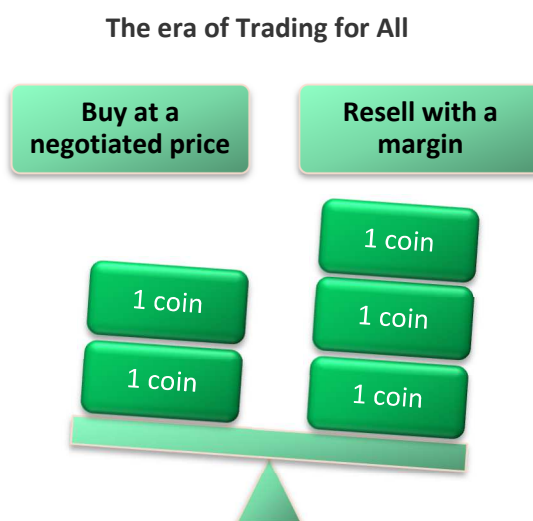 The era of Trading for All
Buy at a
negotiated price
Resell with a
margin
1 coin
1 coin
1 coin
1 coin
1 coin